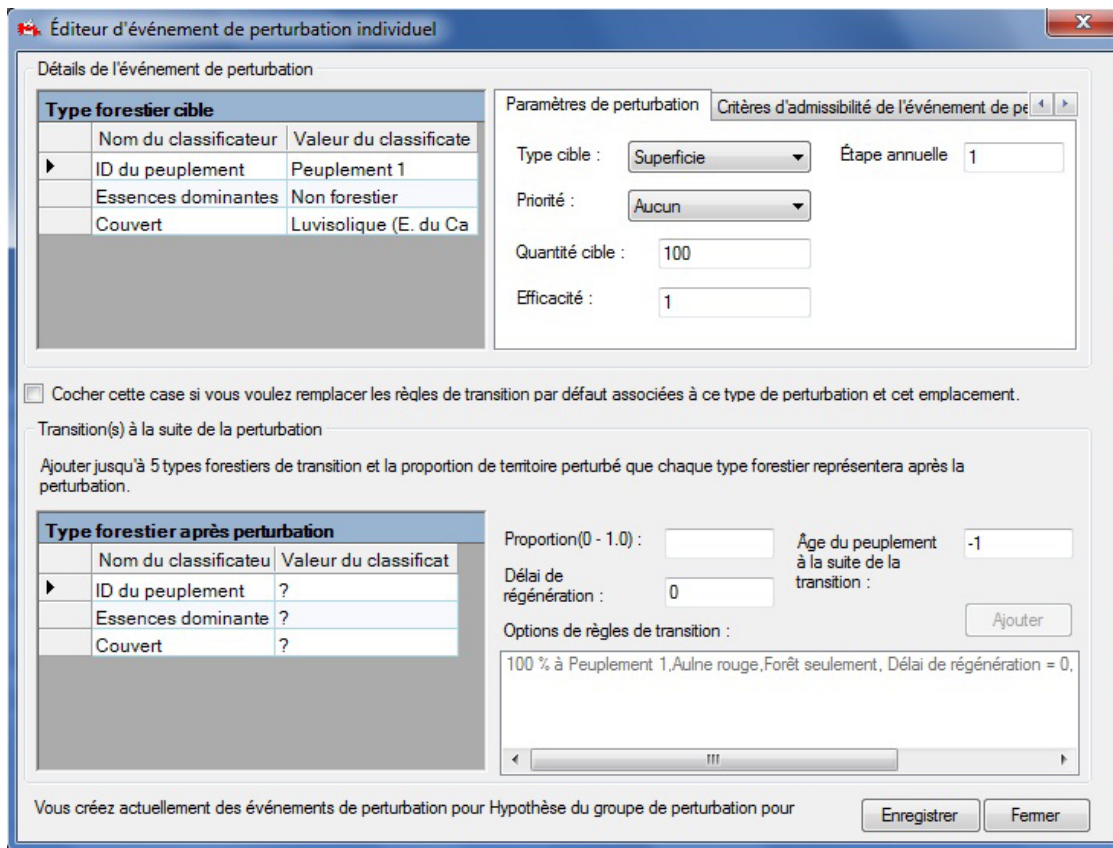 Éditeur d'événement de perturbation individuel
Détails de l'événement de perturbation
Type forestier cible
Nom du classificateur Valeur du classificate
ID du peuplement Peuplement 1
Essences dominantes Non forestier
Couvert Luvisolique (E. du Ca
Paramètres de perturbation Critères d'admissibilité de l'événement de pe
Type cible : Superficie Étape annuelle 1
Priorité : Aucun
Quantité cible : 100
Efficacité : 1
Cocher cette case si vous voulez remplacer les règles de transition par défaut associées à ce type de perturbation et cet emplacement.
Transition(s) à la suite de la perturbation
Ajouter jusqu'à 5 types forestiers de transition et la proportion de territoire perturbé que chaque type forestier représentera après la
perturbation.
Type forestier après perturbation
Nom du classificateu Valeur du classificat
ID du peuplement ?
Essences dominante ?
Couvert ?
Proportion(0 - 1.0) :
Âge du peuplement
à la suite de la
transition :
-1
Délai de
régénération :
0
Ajouter
Options de règles de transition :
100 % à Peuplement 1,Aulne rouge,Forêt seulement, Délai de régénération = 0,
Vous créez actuellement des événements de perturbation pour Hypothèse du groupe de perturbation pour
Enregistrer Fermer